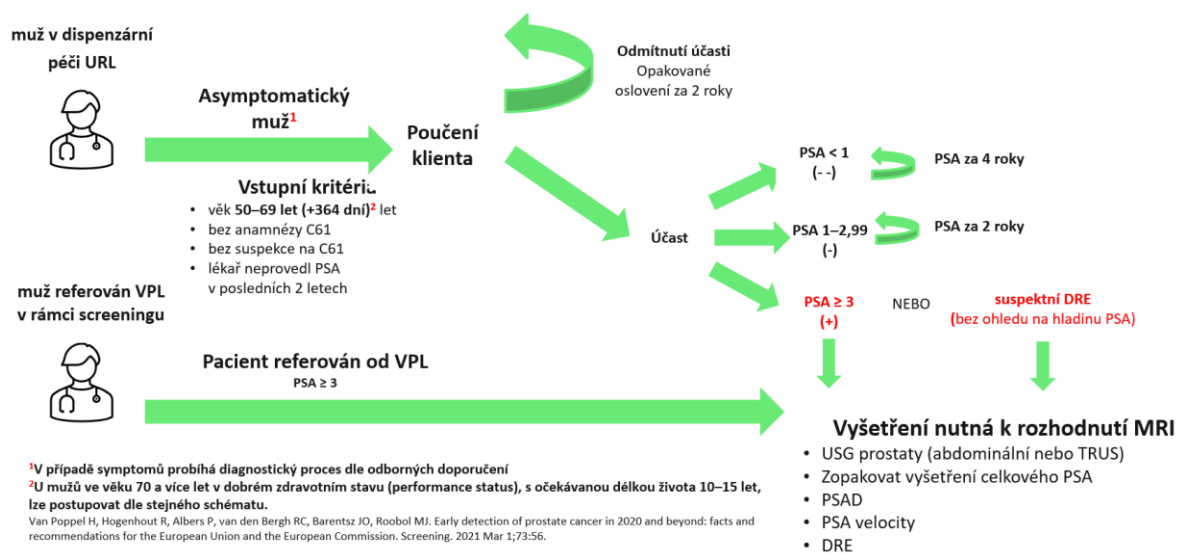 muž v dispenzární
péči URL
Asymptomatický
muž1
Poučení
klienta
Odmítnutí účasti
Opakované
oslovení za 2 roky
Vstupní kritéria
• věk 50–69 let (+364 dní)2 let
• bez anamnézy C61
• bez suspekce na C61
• lékař neprovedl PSA
v posledních 2 letech
Účast
PSA < 1
(- -)
PSA za 4 roky
PSA 1–2,99
(-)
PSA za 2 roky
PSA ≥ 3
(+)
NEBO
suspektní DRE
(bez ohledu na hladinu PSA)
muž referován VPL
v rámci screeningu
Pacient referován od VPL
PSA ≥ 3
Vyšetření nutná k rozhodnutí MRI
• USG prostaty (abdominální nebo TRUS)
• Zopakovat vyšetření celkového PSA
• PSAD
• PSA velocity
• DRE
1V případě symptomů probíhá diagnostický proces dle odborných doporučení
2U mužů ve věku 70 a více let v dobrém zdravotním stavu (performance status), s očekávanou délkou života 10–15 let,
lze postupovat dle stejného schématu.
Van Poppel H, Hogenhout R, Albers P, van den Bergh RC, Barentsz JO, Roobol MJ. Early detection of prostate cancer in 2020 and beyond: facts and
recommendations for the European Union and the European Commission. Screening. 2021 Mar 1;73:56.